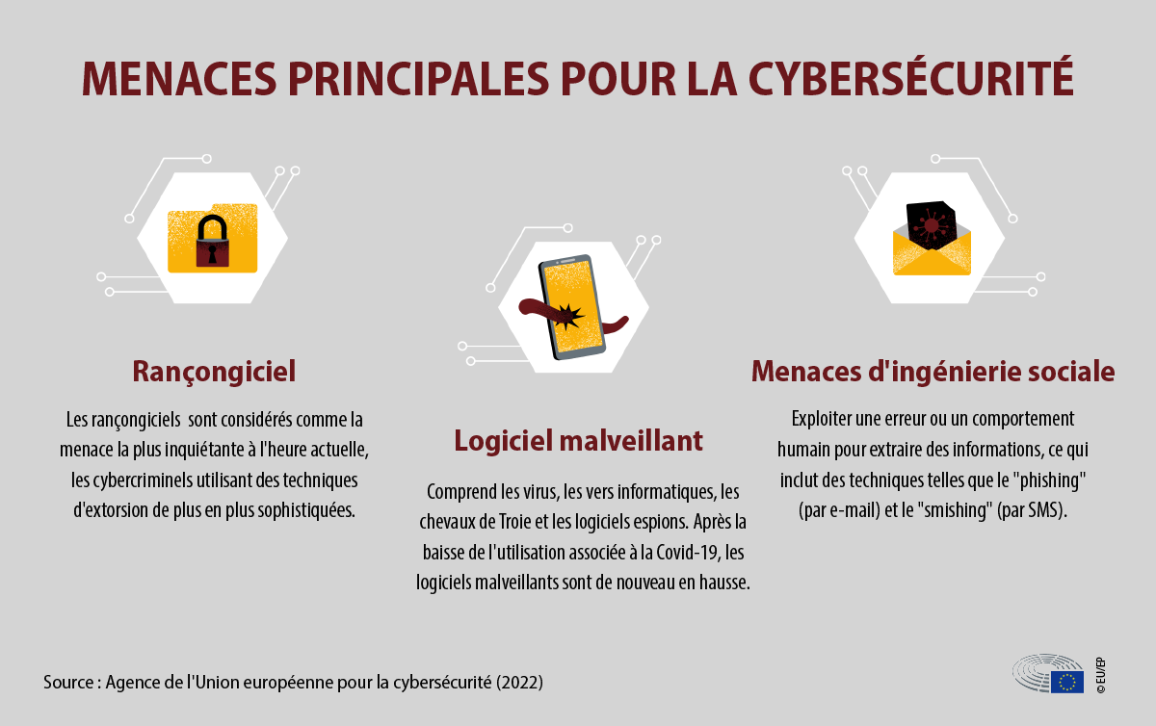 MENACES PRINCIPALES POUR LA CYBERSÉCURITÉ
Rançongiciel
Les rançongiciels  sont considérés comme la
menace la plus inquiétante à l'heure actuelle,
les cybercriminels utilisant des techniques
d'extorsion de plus en plus sophistiquées.
Logiciel malveillant
Comprend les virus, les vers informatiques, les
chevaux de Troie et les logiciels espions. Après la
baisse de l'utilisation associée à la Covid-19, les
logiciels malveillants sont de nouveau en hausse.
Menaces d'ingénierie sociale
Exploiter une erreur ou un comportement
humain pour extraire des informations, ce qui
inclut des techniques telles que le "phishing"
(par e-mail) et le "smishing" (par SMS).
Source : Agence de l'Union européenne pour la cybersécurité (2022)
© EU/EP